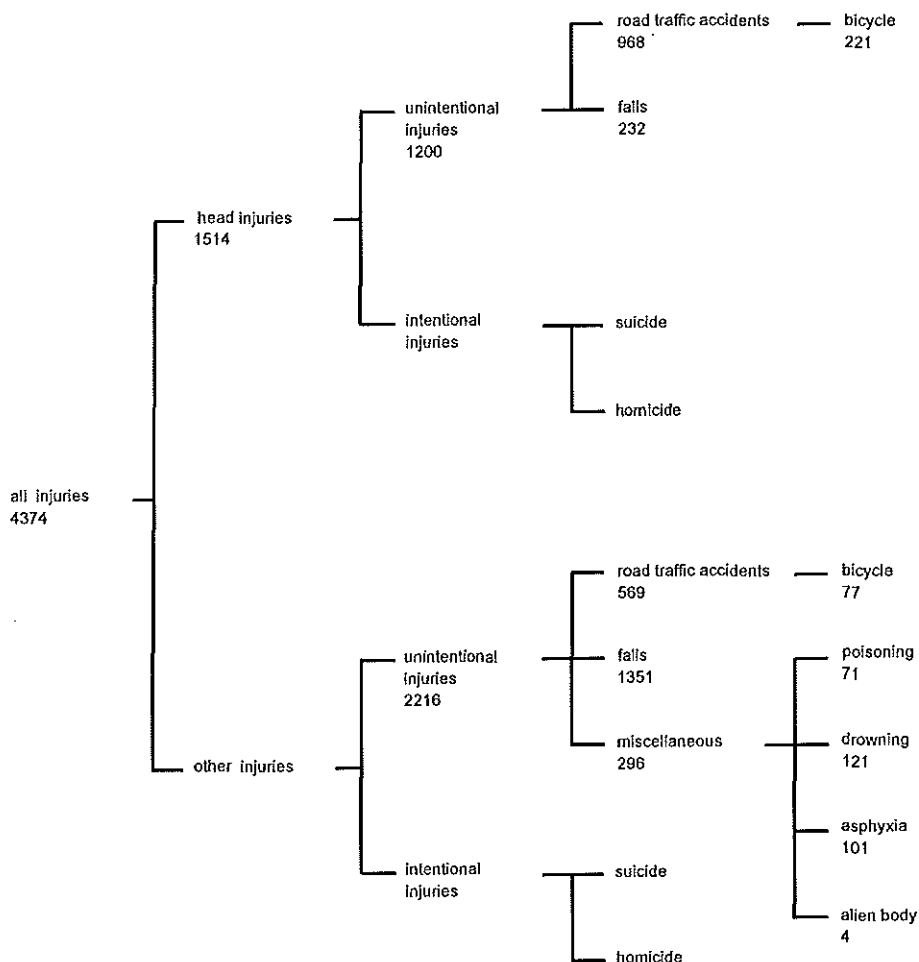 road traffic accidents
968
bicycle
221
unintentional
injuries
1200
falls
232
head injuries
1514
intentional
injuries
suicide
homicide
all injuries
4374
road traffic accidents
569
bicycle
77
unintentional
injuries
2216
falls
1351
poisoning
71
miscellaneous
296
drowning
121
other injuries
asphyxia
101
intentional
injuries
suicide
alien body
4
homicide